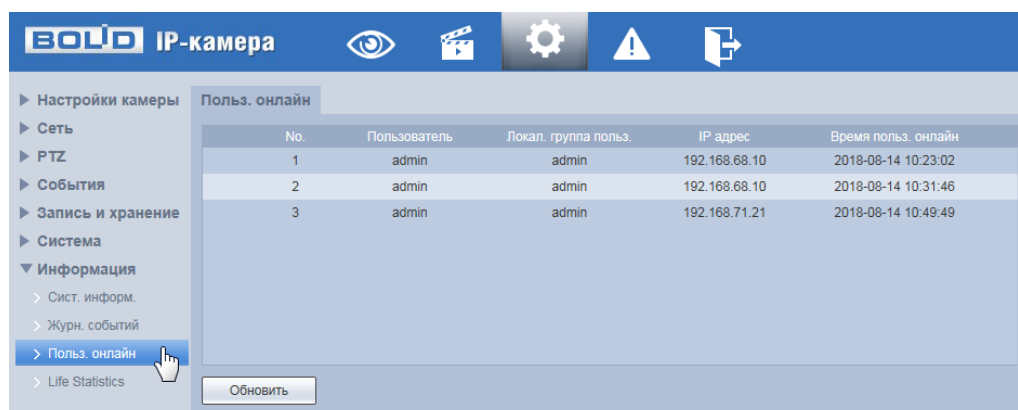 BOLID IP-камера
Настройки камеры
Сеть
PTZ
События
Запись и хранение
Система
Информация
Сист. информ.
Журн. событий
Польз. онлайн
Life Statistics
Польз. онлайн
No. Пользователь Локал. группа польз. IP адрес Время польз. онлайн
1 admin admin 192.168.68.10 2018-08-14 10:23:02
2 admin admin 192.168.68.10 2018-08-14 10:31:46
3 admin admin 192.168.71.21 2018-08-14 10:49:49
Обновить